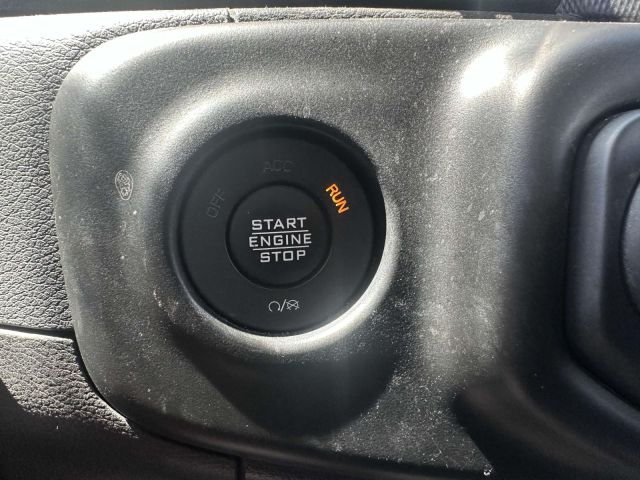 OFF
ACC
RUN
START
ENGINE
STOP